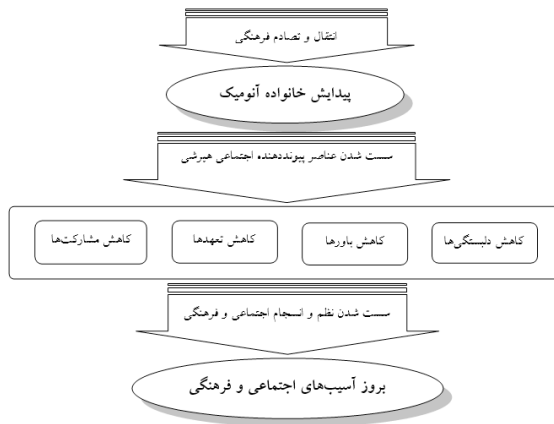 انتقال و تصادم فرهنگی
پیدایش خانواده آنومیک
سست شدن عناصر پیونددهنده اجتماعی هیرشی
کاهش دلبستگی‌ها
کاهش باورها
کاهش تعهدها
کاهش مشارکت‌ها
سست شدن نظم و انسجام اجتماعی و فرهنگی
بروز آسیب‌های اجتماعی و فرهنگی